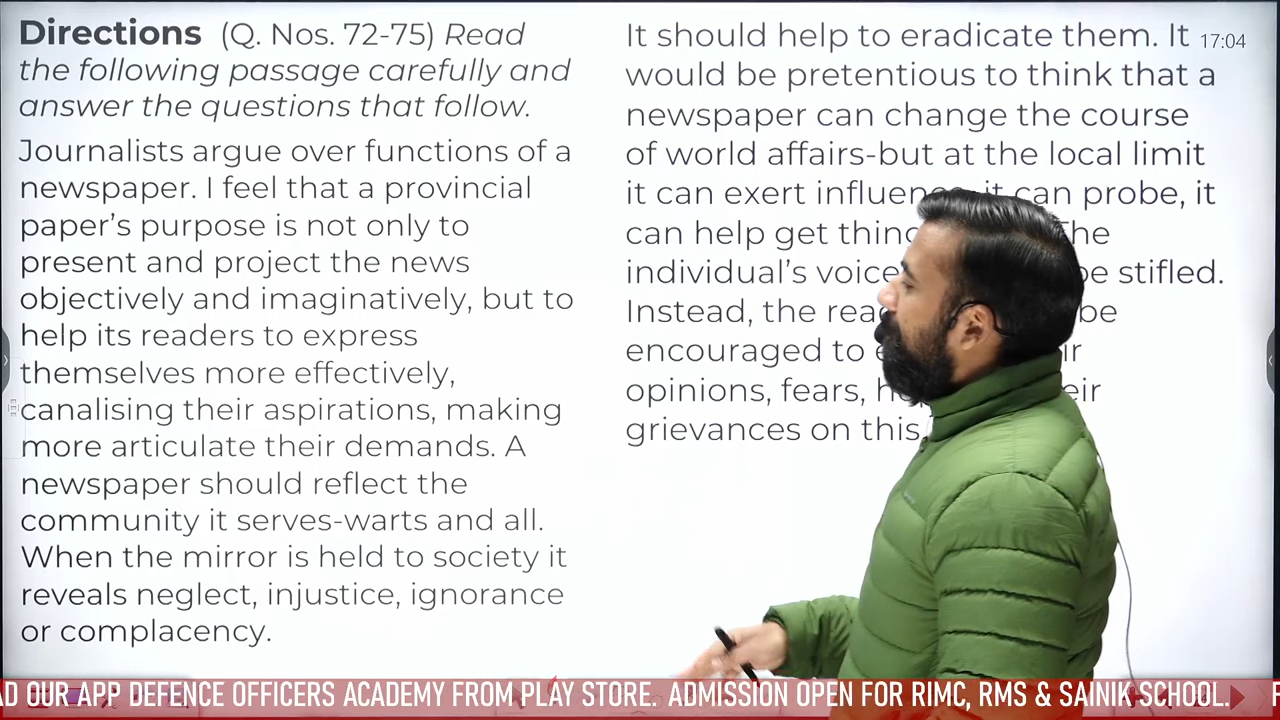 Directions (Q. Nos. 72-75) Read
the following passage carefully and
answer the questions that follow.
Journalists argue over functions of a
newspaper. I feel that a provincial
paper's purpose is not only to
present and project the news
objectively and imaginatively, but to
help its readers to express
themselves more effectively,
canalising their aspirations, making
more articulate their demands. A
newspaper should reflect the
community it serves-warts and all.
When the mirror is held to society it
reveals neglect, injustice, ignorance
or complacency.
It should help to eradicate them. It
would be pretentious to think that a
newspaper can change the course
of world affairs-but at the local limit
it can exert it can probe, it
can help get The
individual's voice be stifled.
Instead, the be
encouraged to
opinions, fears,
grievances on this
17:04
OUR APP DEFENCE OFFICERS ACADEMY FROM PLAY STORE. ADMISSION OPEN FOR RIMC, RMS & SAINIK SCHOOL.